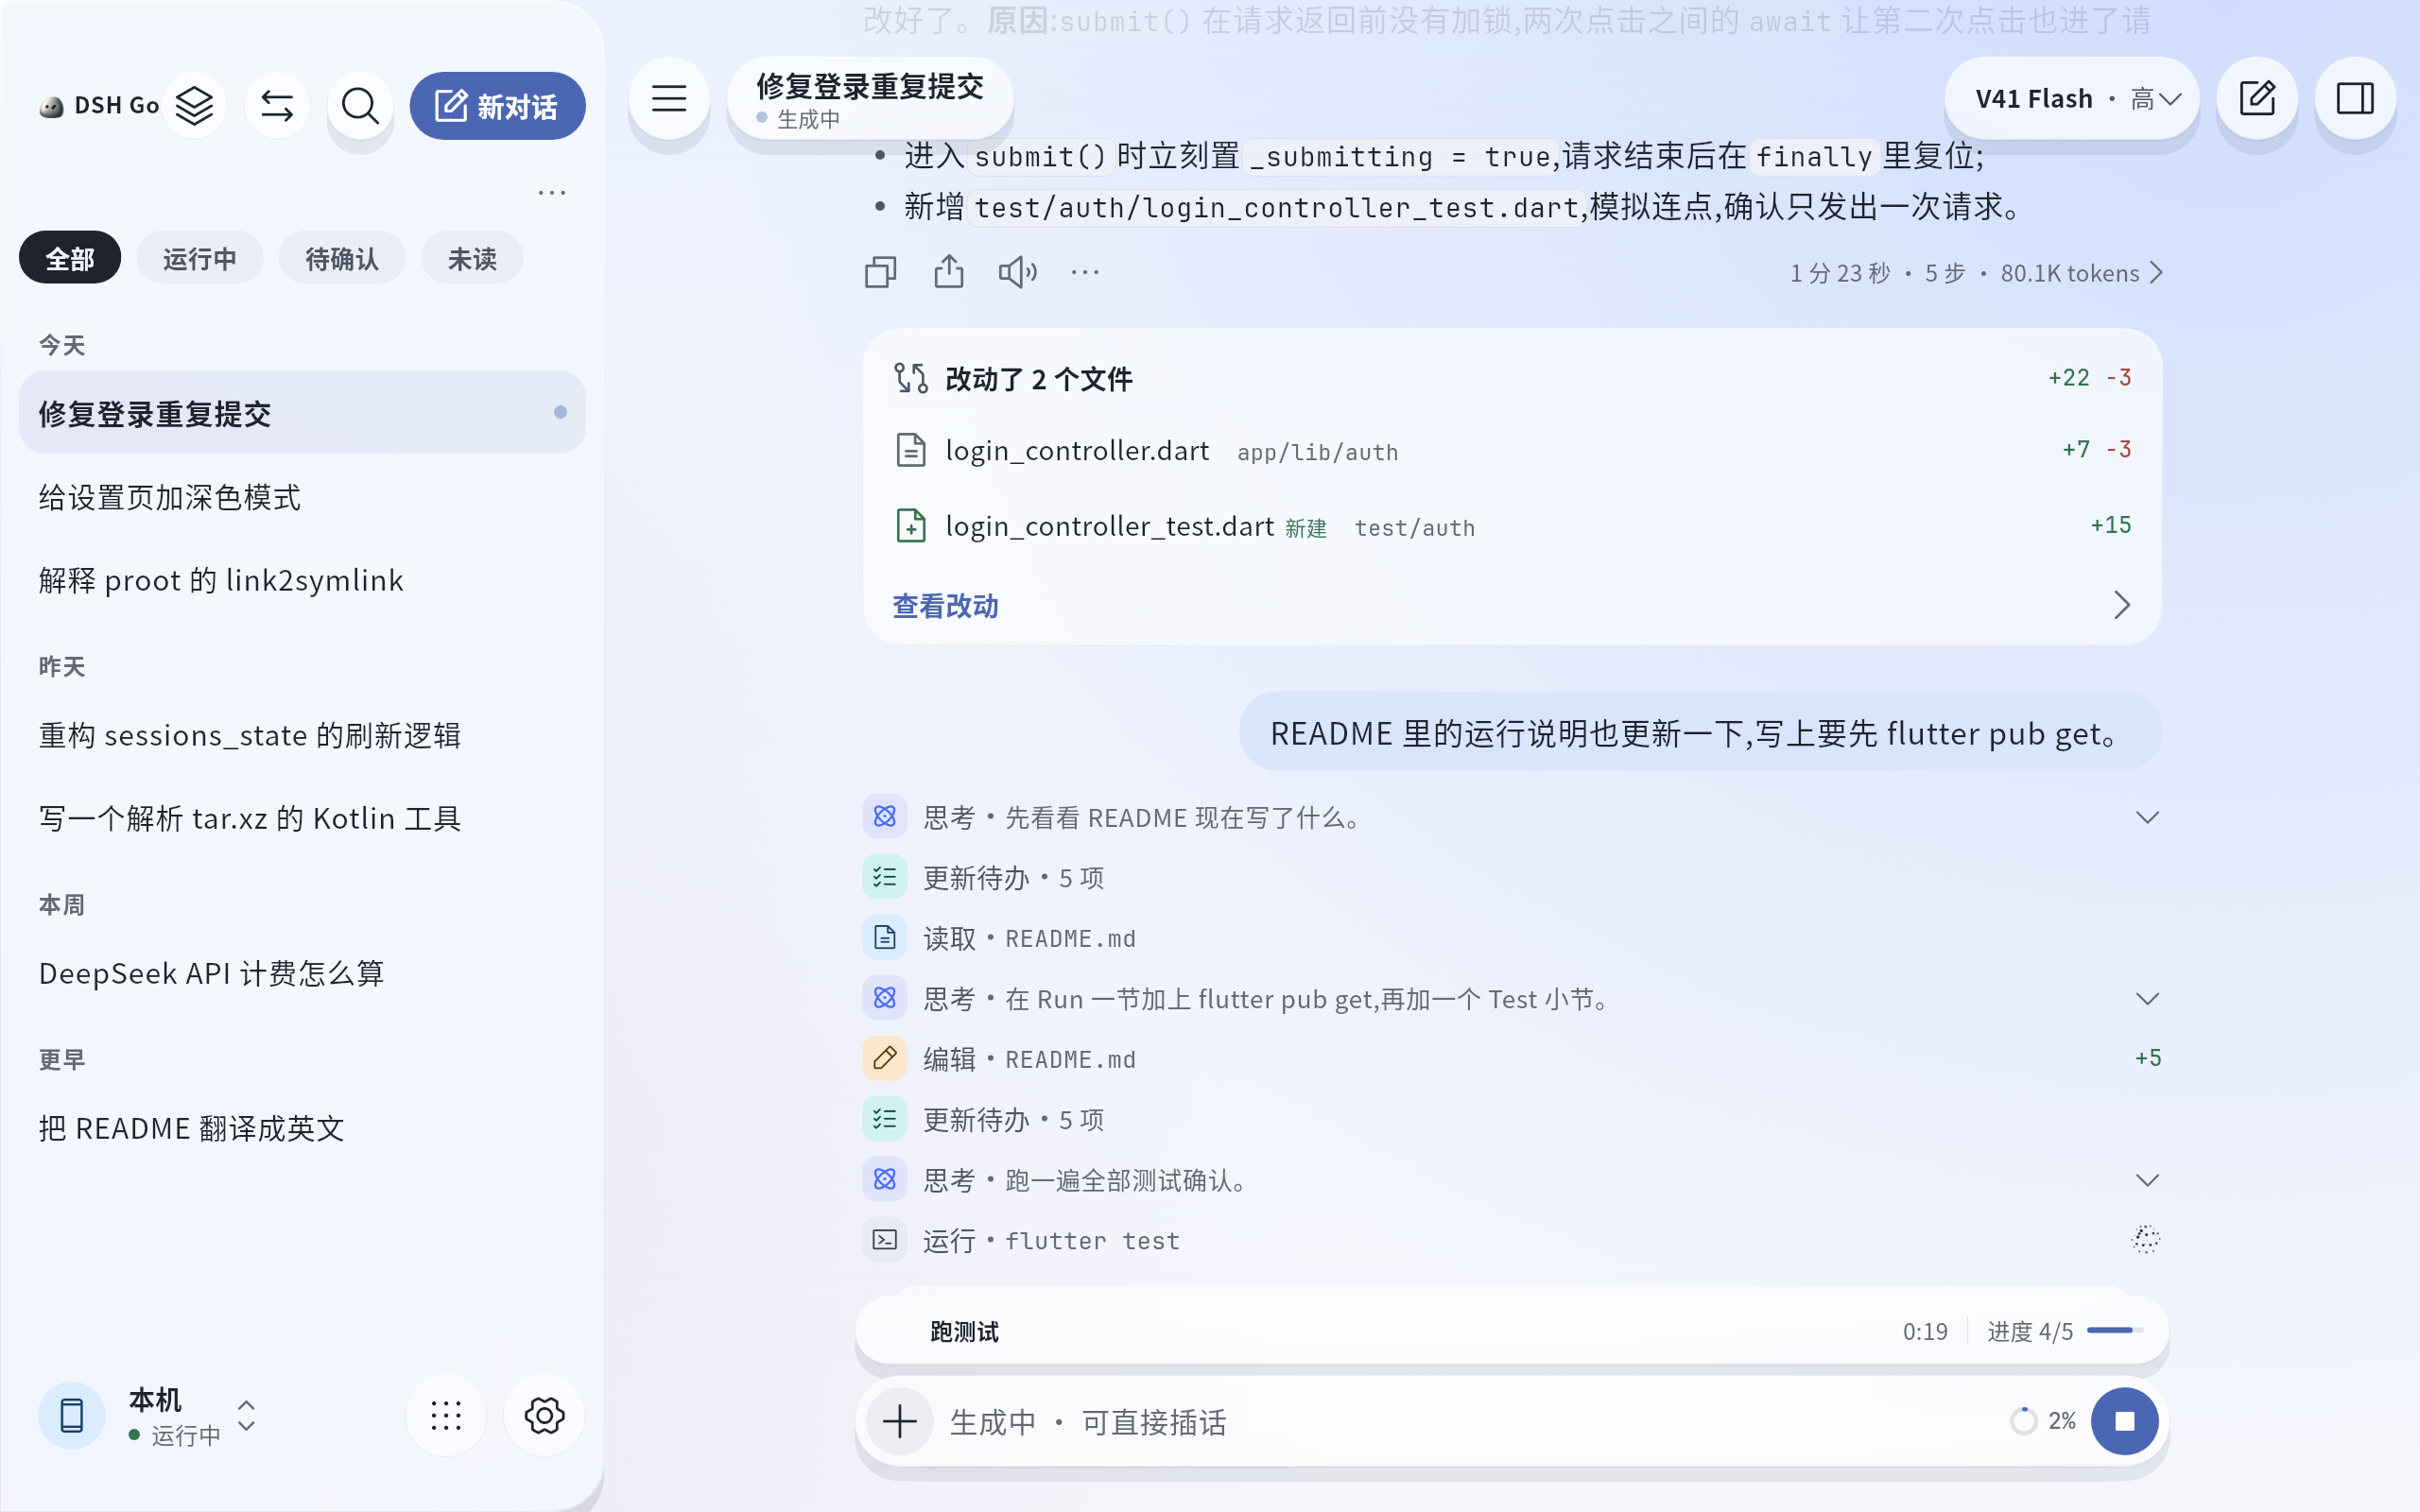 DSH Go
新对话
···
全部
运行中
待确认
未读
今天
修复登录重复提交
给设置页加深色模式
解释 proot 的 link2symlink
昨天
重构 sessions_state 的刷新逻辑
写一个解析 tar.xz 的 Kotlin 工具
本周
DeepSeek API 计费怎么算
更早
把 README 翻译成英文
本机
运行中
改好了。原因:submit() 在请求返回前没有加锁,两次点击之间的 await 让第二次点击也进了请
修复登录重复提交
生成中
V41 Flash · 高
• 进入 submit() 时立刻置 _submitting = true,请求结束后在 finally 里复位;
• 新增 test/auth/login_controller_test.dart,模拟连点,确认只发出一次请求。
1 分 23 秒 · 5 步 · 80.1K tokens
改动了 2 个文件 +22 -3
login_controller.dart app/lib/auth +7 -3
login_controller_test.dart 新建 test/auth +15
查看改动
README 里的运行说明也更新一下,写上要先 flutter pub get。
思考 · 先看看 README 现在写了什么。
更新待办 · 5 项
读取 · README.md
思考 · 在 Run 一节加上 flutter pub get,再加一个 Test 小节。
编辑 · README.md +5
更新待办 · 5 项
思考 · 跑一遍全部测试确认。
运行 · flutter test
跑测试 0:19 进度 4/5
生成中 · 可直接插话 2%